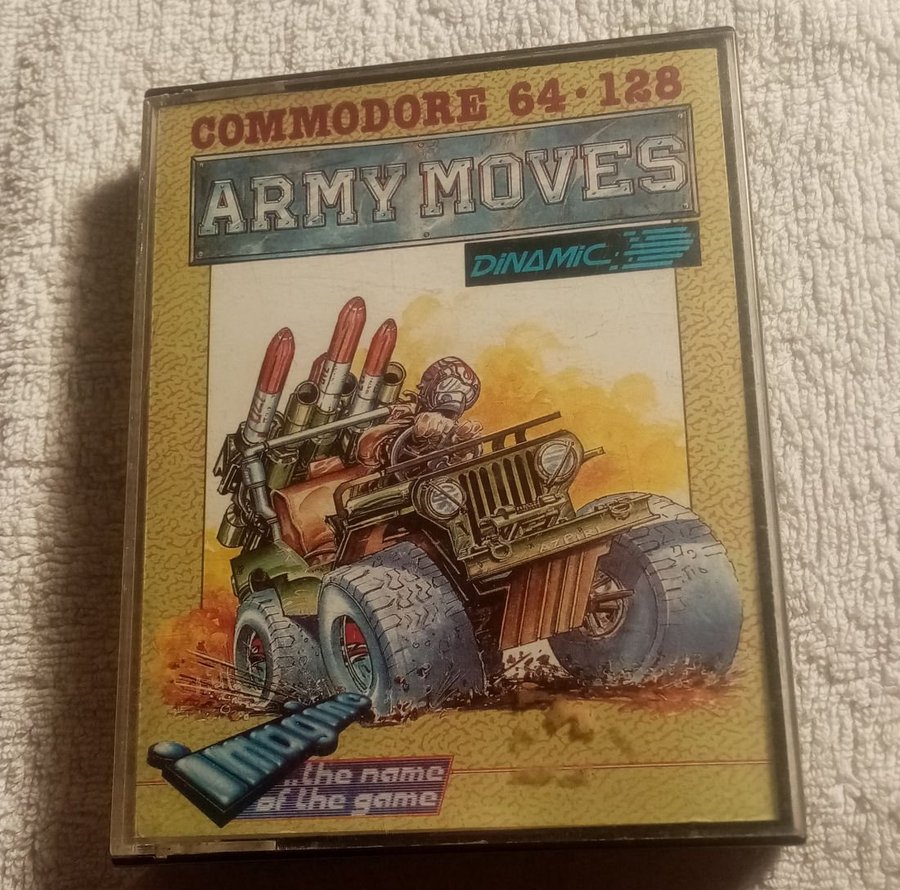 COMMODORE 64·128
ARMY MOVES
DiNAMiC
Imagine
...the name
of the game